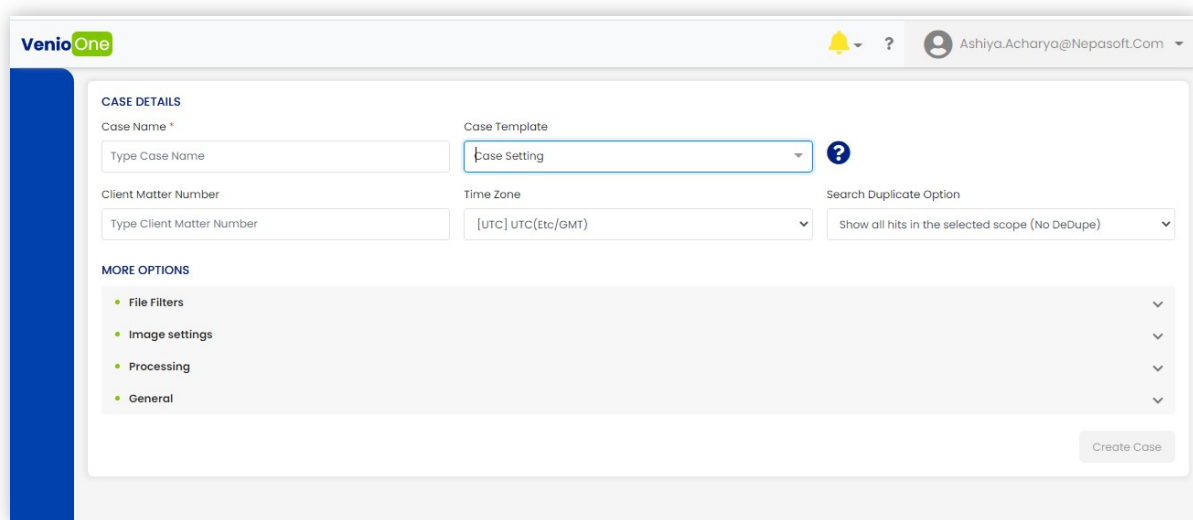 VenioOne
? Ashiya.Acharya@Nepasoft.Com
CASE DETAILS
Case Name * Case Template
Type Case Name Case Setting ?
Client Matter Number Time Zone Search Duplicate Option
Type Client Matter Number [UTC] UTC(Etc/GMT) Show all hits in the selected scope (No DeDupe)
MORE OPTIONS
File Filters
Image settings
Processing
General
Create Case